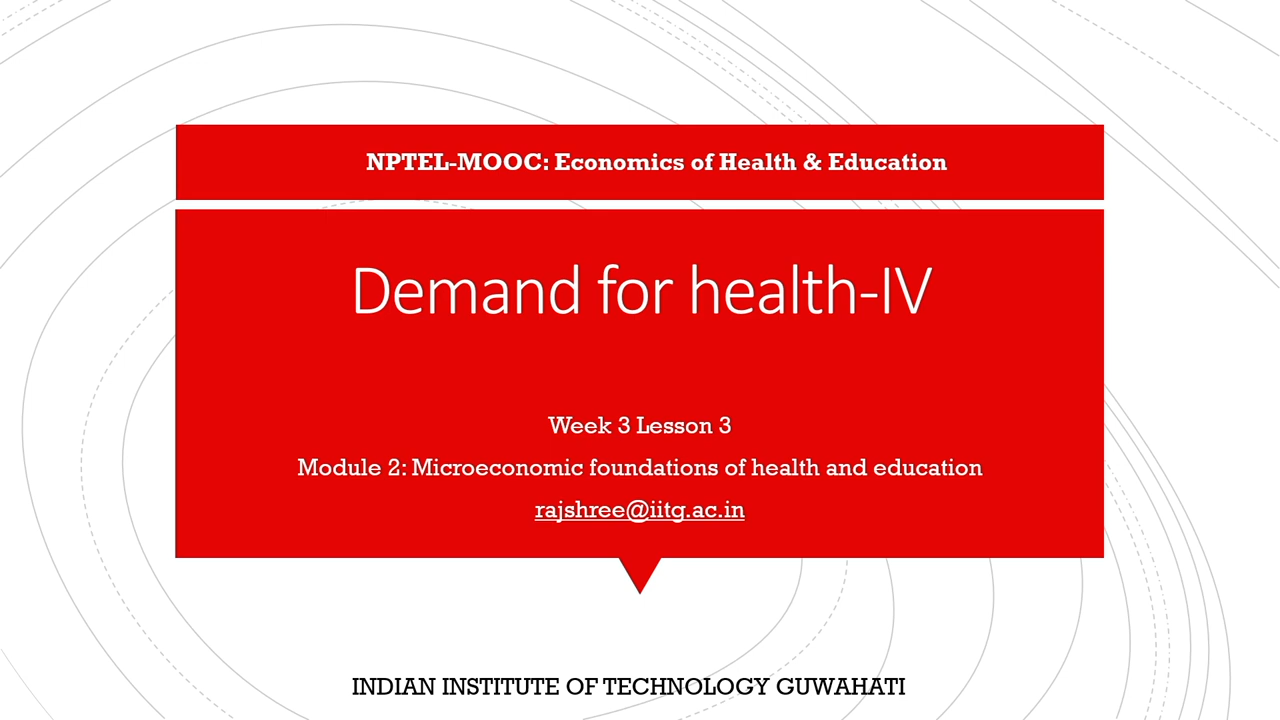 NPTEL-MOOC: Economics of Health & Education
Demand for health-IV
Week 3 Lesson 3
Module 2: Microeconomic foundations of health and education
rajshree@iitg.ac.in
INDIAN INSTITUTE OF TECHNOLOGY GUWAHATI